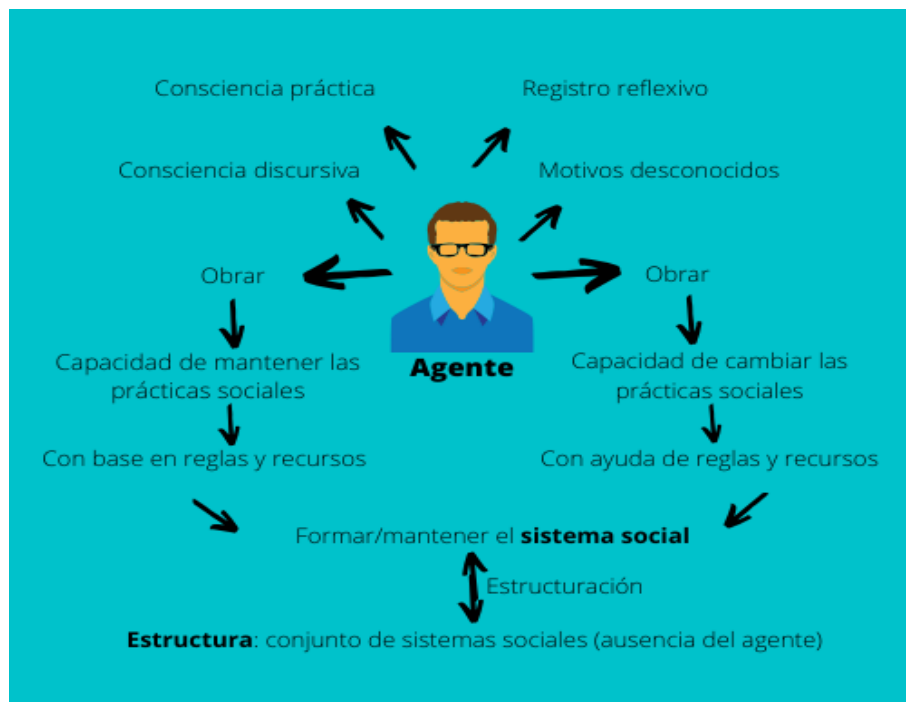 Consciencia práctica
Registro reflexivo
Consciencia discursiva
Motivos desconocidos
Obrar
Obrar
Agente
Capacidad de mantener las
prácticas sociales
Capacidad de cambiar las
prácticas sociales
Con base en reglas y recursos
Con ayuda de reglas y recursos
Formar/mantener el sistema social
Estructuración
Estructura: conjunto de sistemas sociales (ausencia del agente)